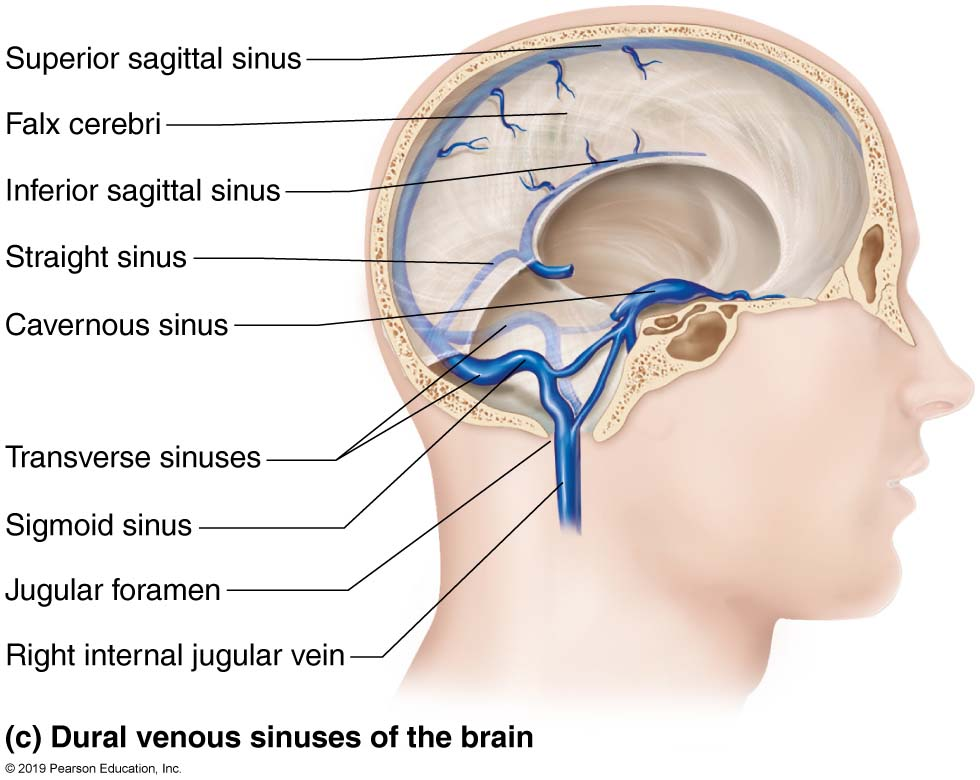 Superior sagittal sinus
Falx cerebri
Inferior sagittal sinus
Straight sinus
Cavernous sinus
Transverse sinuses
Sigmoid sinus
Jugular foramen
Right internal jugular vein
(c) Dural venous sinuses of the brain
© 2019 Pearson Education, Inc.